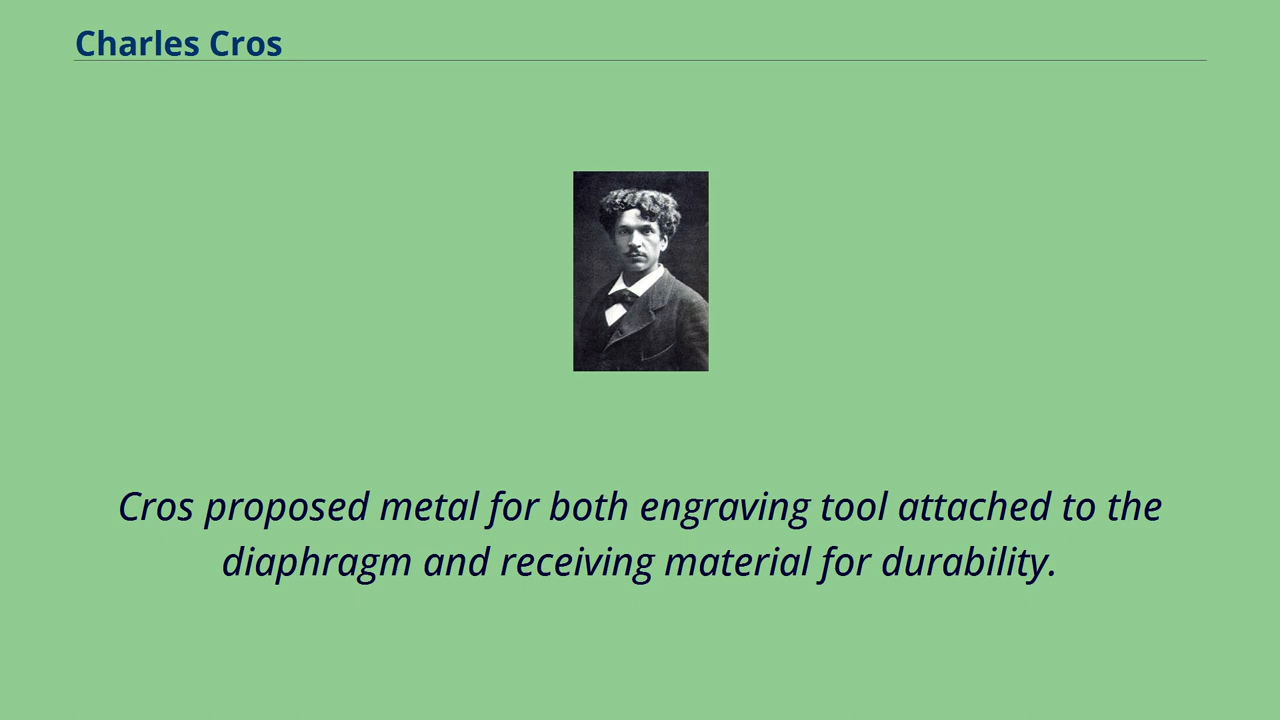 Charles Cros
Cros proposed metal for both engraving tool attached to the
diaphragm and receiving material for durability.